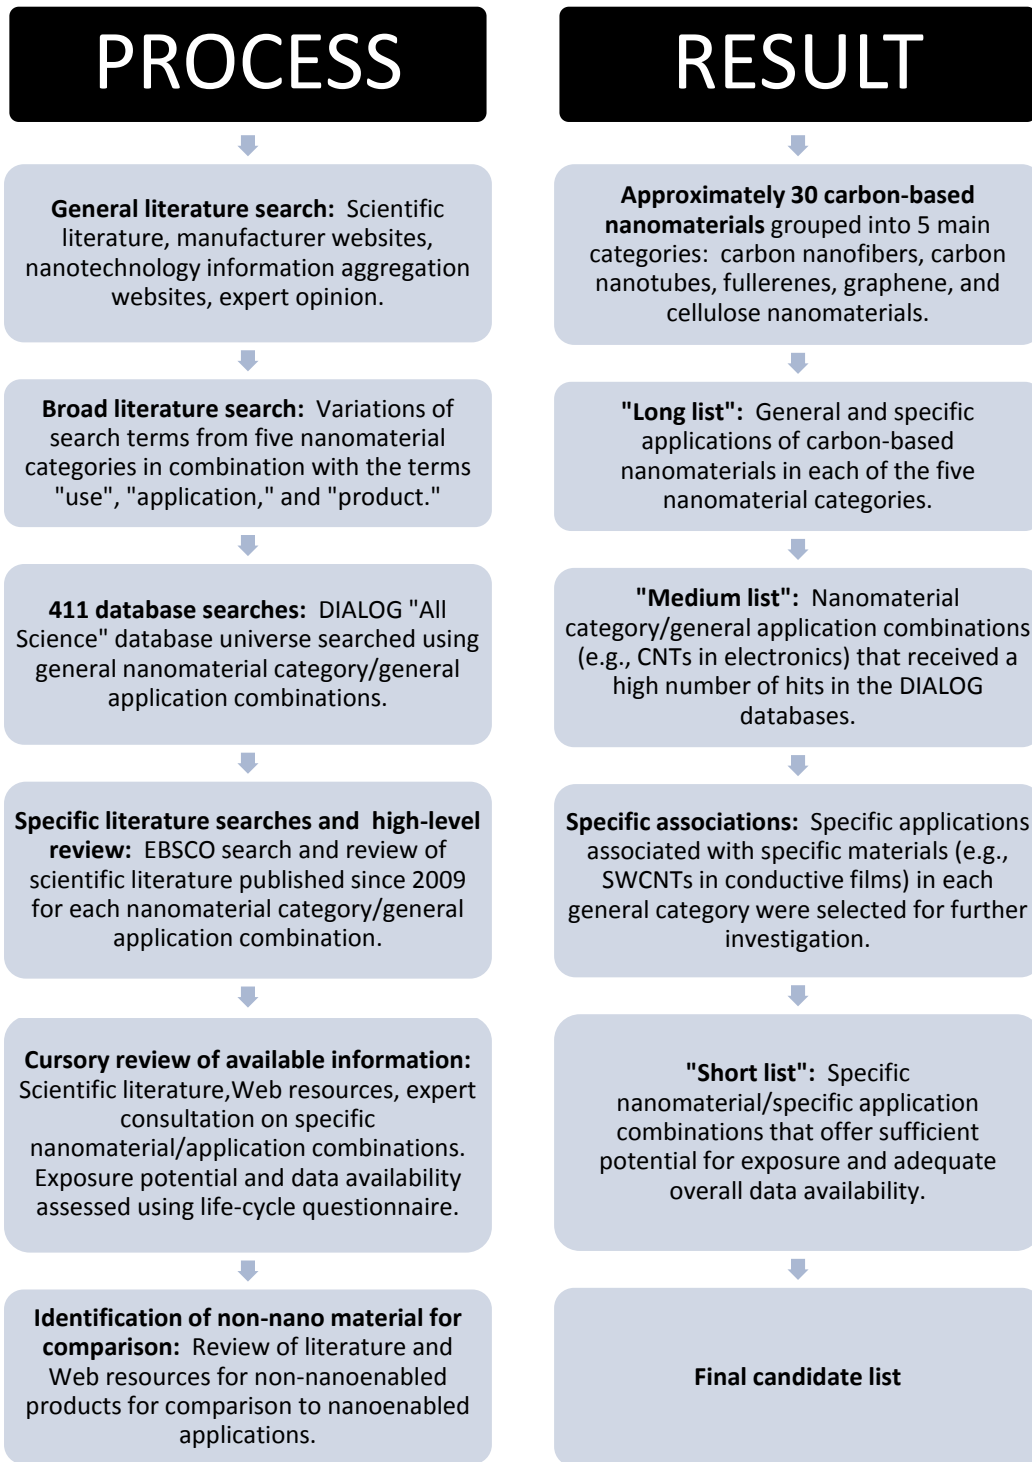 PROCESS
General literature search: Scientific
literature, manufacturer websites,
nanotechnology information aggregation
websites, expert opinion.
Broad literature search: Variations of
search terms from five nanomaterial
categories in combination with the terms
"use", "application," and "product."
411 database searches: DIALOG "All
Science" database universe searched using
general nanomaterial category/general
application combinations.
Specific literature searches and high-level
review: EBSCO search and review of
scientific literature published since 2009
for each nanomaterial category/general
application combination.
Cursory review of available information:
Scientific literature,Web resources, expert
consultation on specific
nanomaterial/application combinations.
Exposure potential and data availability
assessed using life-cycle questionnaire.
Identification of non-nano material for
comparison: Review of literature and
Web resources for non-nanoenabled
products for comparison to nanoenabled
applications.
RESULT
Approximately 30 carbon-based
nanomaterials grouped into 5 main
categories: carbon nanofibers, carbon
nanotubes, fullerenes, graphene, and
cellulose nanomaterials.
"Long list": General and specific
applications of carbon-based
nanomaterials in each of the five
nanomaterial categories.
"Medium list": Nanomaterial
category/general application combinations
(e.g., CNTs in electronics) that received a
high number of hits in the DIALOG
databases.
Specific associations: Specific applications
associated with specific materials (e.g.,
SWCNTs in conductive films) in each
general category were selected for further
investigation.
"Short list": Specific
nanomaterial/specific application
combinations that offer sufficient
potential for exposure and adequate
overall data availability.
Final candidate list